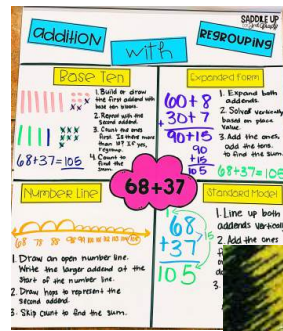 SADDLE UP
addition
with
REGROUPING
Base Ten
1. Build or draw
the first addend with
base ten blocks.
2. Repeat with the
second addend.
3. Count the ones
first. Is there more
than 10? If yes,
regroup.
4. Count to
find the
sum.
68+37=105
Expanded Form
60+8
+30+7
90+15
90
+15
105
1. Expand both
addends.
2. Solve vertically
based on place
value.
3. Add the ones,
add the tens,
to find the sum.
68+37=105
68+37
Number Line
68 78 88 98
1. Draw an open number line.
Write the larger addend at the
start of the number line.
2. Draw hops to represent the
second addend.
3. Skip count to find the sum.
Standard Model
1
68
+37
105
15
1. Line up both
addends vertically
2. Add the ones
3.